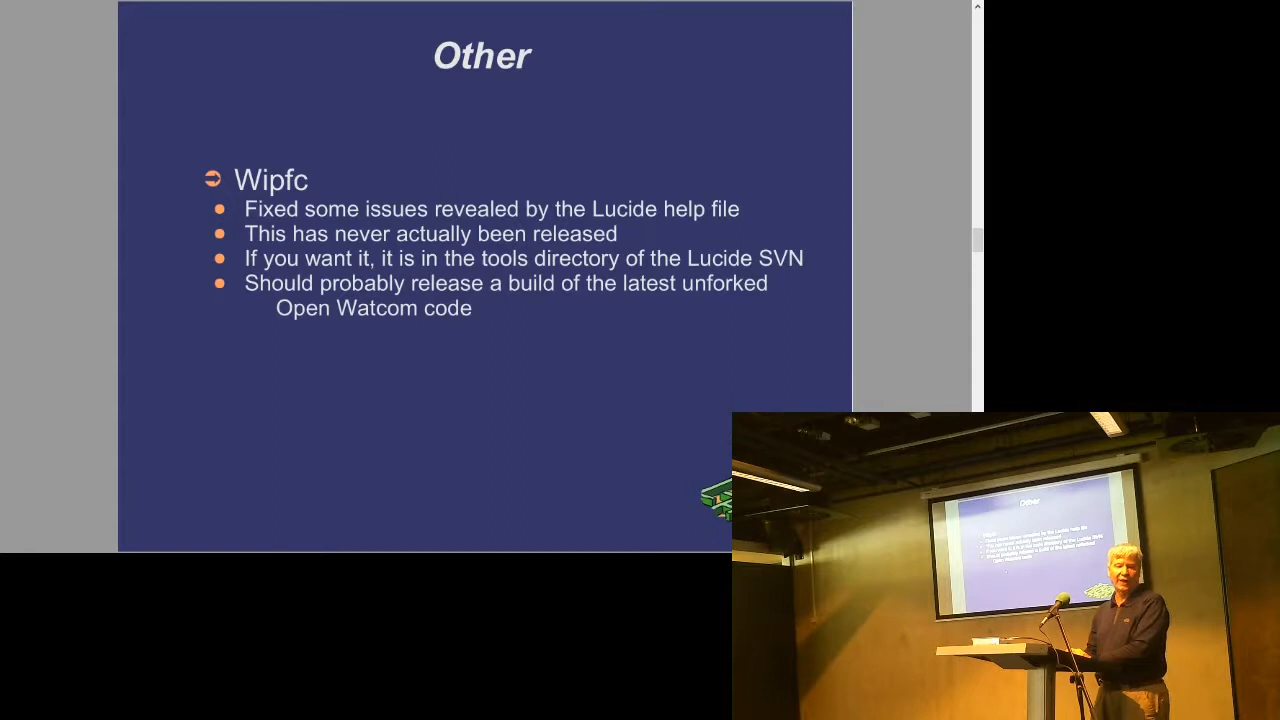 Other
Wipfc
Fixed some issues revealed by the Lucide help file
This has never actually been released
If you want it, it is in the tools directory of the Lucide SVN
Should probably release a build of the latest unforked
Open Watcom code
Other